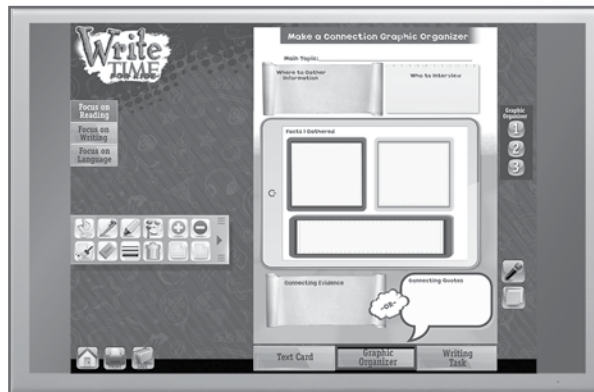 Write
TIME
FOR KIDS
Make a Connection Graphic Organizer
Main Topic:
Where to Gather
Information
Who to Interview
Focus on
Reading
Focus on
Writing
Focus on
Language
Graphic
Organizer
1
2
3
Facts I Gathered
Connecting Evidence
-OR-
Connecting Quotes
Text Card
Graphic
Organizer
Writing
Task